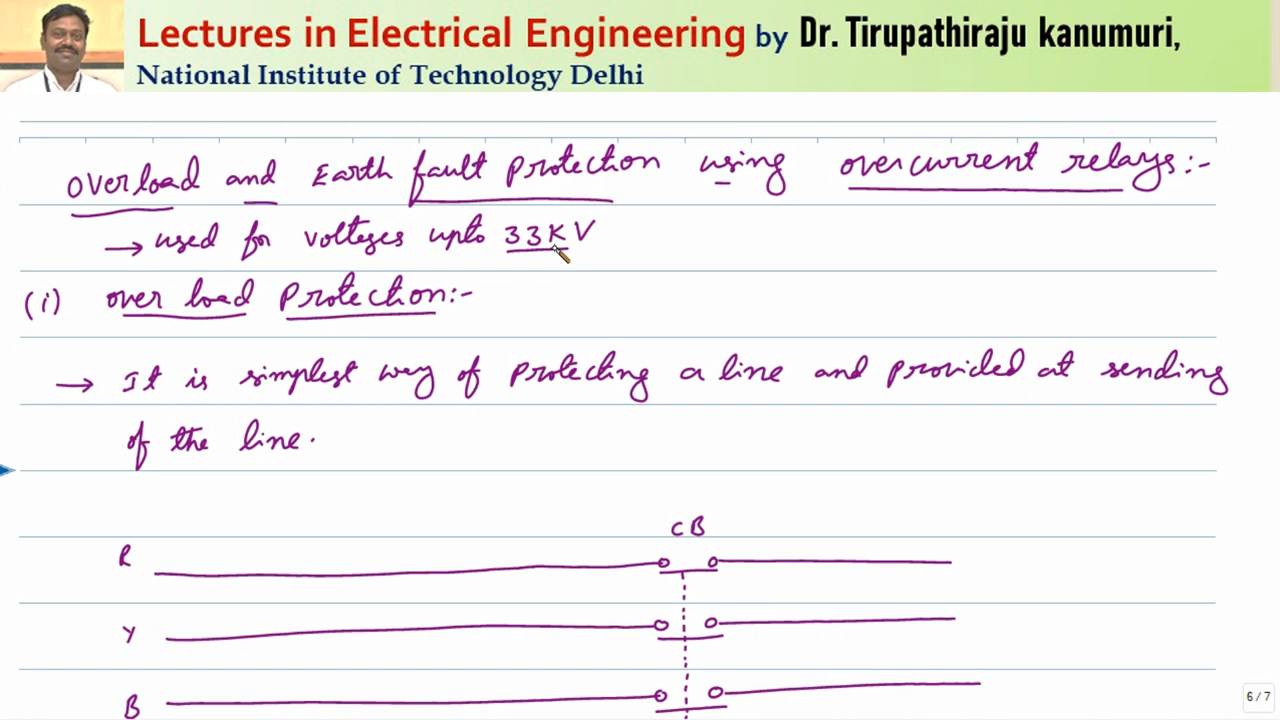 Lectures in Electrical Engineering by Dr. Tirupathiraju kanumuri,
National Institute of Technology Delhi
Overload and Earth fault Protection using overcurrent relays:-
→ used for volteges upto 33KV
(i) over load Protection:-
→ It is simplest way of Protecting a line and provided at sending
of the line.
CB
R
Y
B
6/7